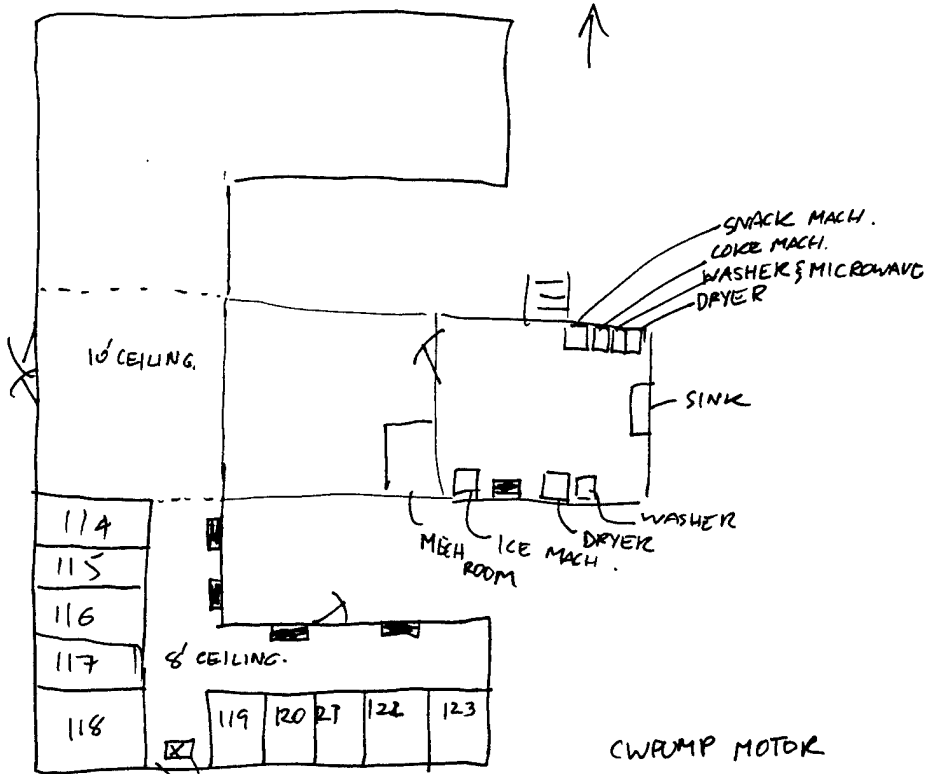 SNACK MACH.
COKE MACH.
WASHER & MICROWAVE
DRYER
10' CEILING.
SINK
114
115
116
117
118
WASHER
DRYER
ICE MACH.
MECH ROOM
8' CEILING.
119
120
121
122
123
CWPUMP MOTOR